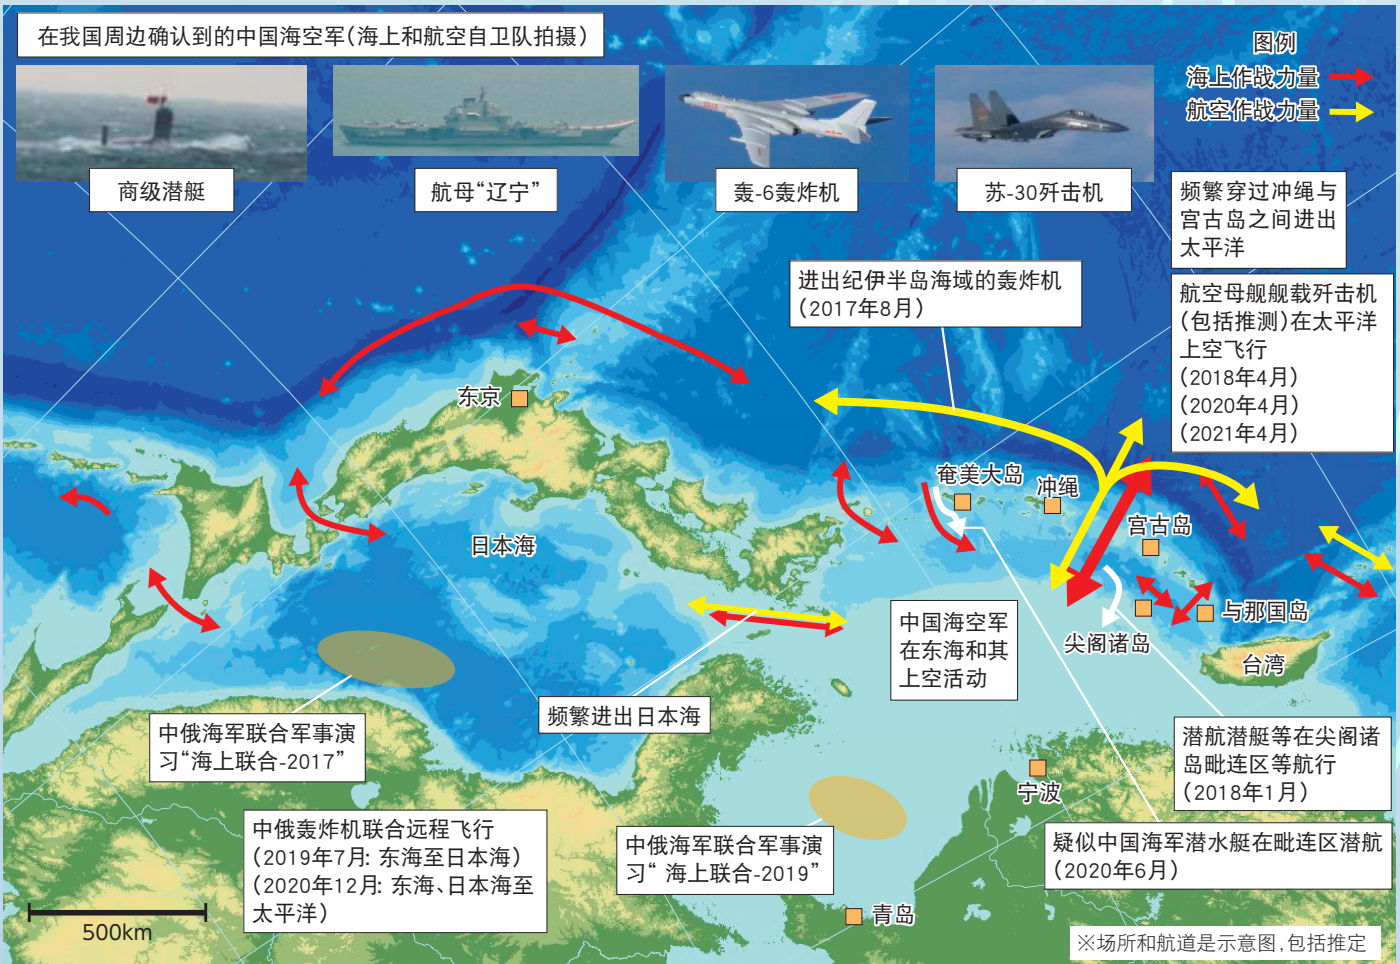 在我国周边确认到的中国海空军(海上和航空自卫队拍摄)
图例
海上作战力量
航空作战力量
商级潜艇
航母“辽宁”
轰-6轰炸机
苏-30歼击机
频繁穿过冲绳与
宫古岛之间进出
太平洋
进出纪伊半岛海域的轰炸机
(2017年8月)
航空母舰舰载歼击机
(包括推测)在太平洋
上空飞行
(2018年4月)
(2020年4月)
(2021年4月)
东京
奄美大岛
冲绳
宫古岛
日本海
与那国岛
尖阁诸岛
台湾
中国海空军
在东海和其
上空活动
频繁进出日本海
中俄海军联合军事演
习“海上联合-2017”
潜航潜艇等在尖阁诸
岛毗连区等航行
(2018年1月)
宁波
中俄轰炸机联合远程飞行
(2019年7月: 东海至日本海)
(2020年12月: 东海、日本海至
太平洋)
中俄海军联合军事演
习“ 海上联合-2019”
疑似中国海军潜水艇在毗连区潜航
(2020年6月)
青岛
500km
※场所和航道是示意图,包括推定